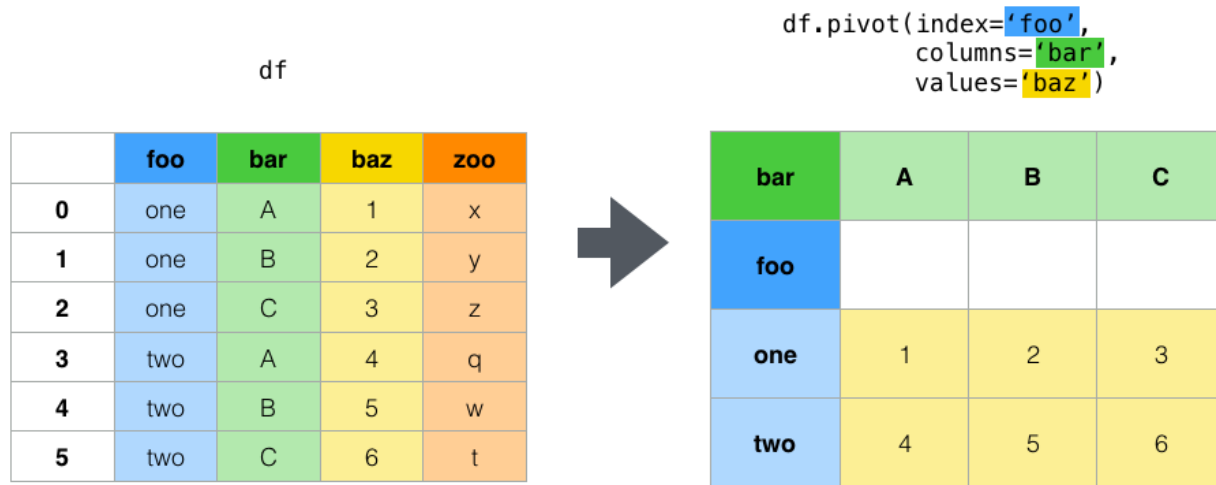 df
foo bar baz zoo
0 one A 1 x
1 one B 2 y
2 one C 3 z
3 two A 4 q
4 two B 5 w
5 two C 6 t
df.pivot(index=‘foo’,
columns=‘bar’,
values=‘baz’)
bar A B C
foo
one 1 2 3
two 4 5 6